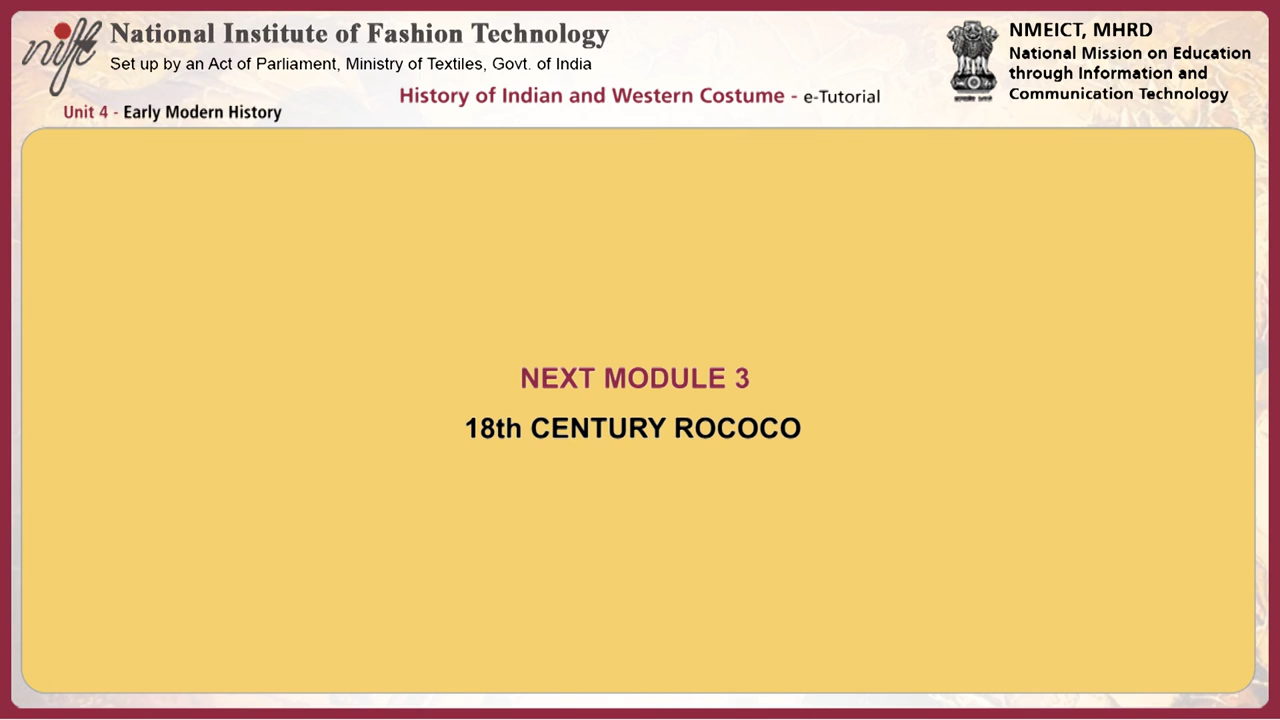 nift
National Institute of Fashion Technology
Set up by an Act of Parliament, Ministry of Textiles, Govt. of India
NMEICT, MHRD
National Mission on Education
through Information and
Communication Technology
History of Indian and Western Costume - e-Tutorial
Unit 4 - Early Modern History
NEXT MODULE 3
18th CENTURY ROCOCO